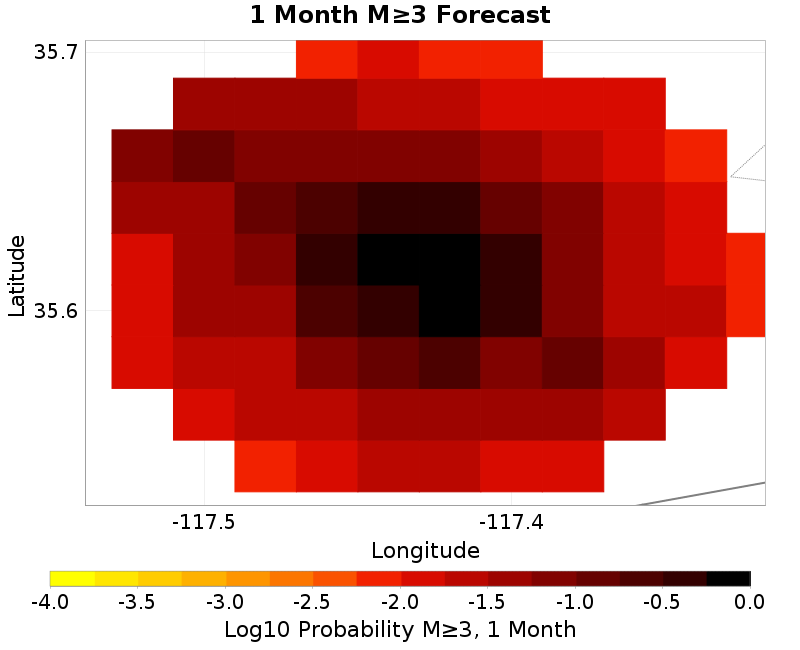 1 Month M≥3 Forecast
35.7
35.6
Latitude
-117.5 -117.4
Longitude
-4.0 -3.5 -3.0 -2.5 -2.0 -1.5 -1.0 -0.5 0.0
Log10 Probability M≥3, 1 Month